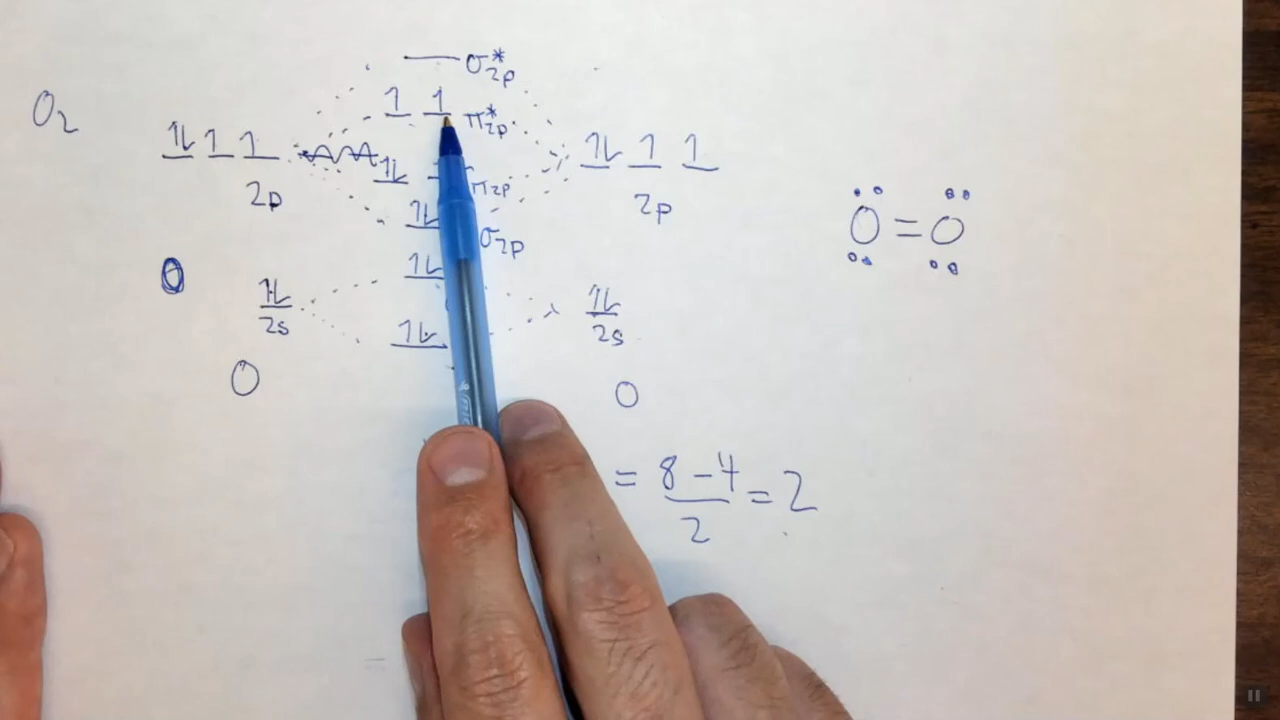 σ*2p
π*2p
O2
2p
π2p
2p
σ2p
O = O
2s
2s
O
O
= 8 - 4 / 2 = 2